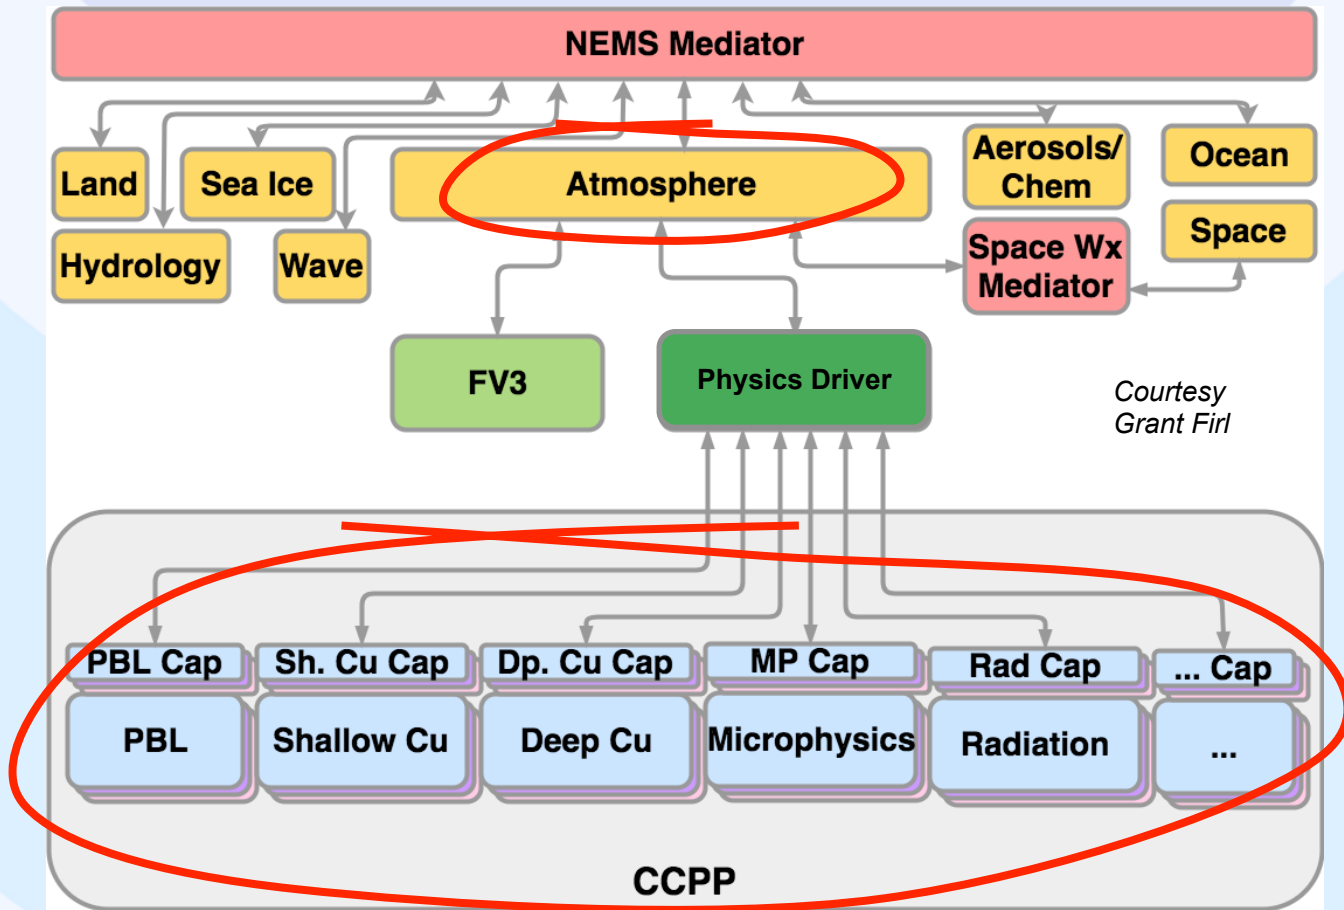 NEMS Mediator
Land
Sea Ice
Atmosphere
Aerosols/
Chem
Ocean
Hydrology
Wave
Space Wx
Mediator
Space
FV3
Physics Driver
Courtesy
Grant Firl
PBL Cap
Sh. Cu Cap
Dp. Cu Cap
MP Cap
Rad Cap
... Cap
PBL
Shallow Cu
Deep Cu
Microphysics
Radiation
...
CCPP